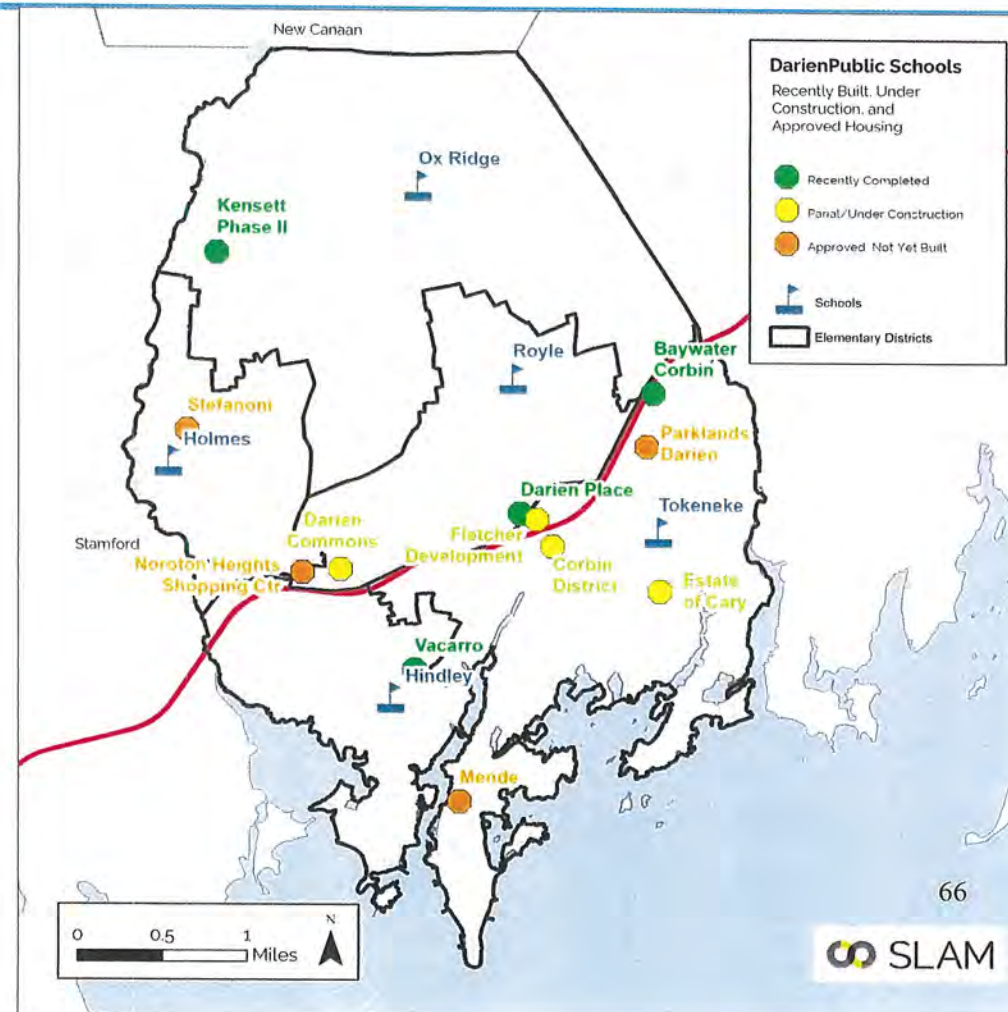 New Canaan
DarienPublic Schools
Recently Built, Under
Construction, and
Approved Housing
Recently Completed
Parial/Under Construction
Approved Not Yet Built
Schools
Elementary Districts
Ox Ridge
Kensett
Phase II
Royle
Baywater
Corbin
Stefanoni
Holmes
Parklands
Darien
Darien Place
Tokeneke
Darien
Commons
Fletcher
Development
Corbin
District
Stamford
Noroton Heights
Shopping Ctr
Estate
of Cary
Vacarro
Hindley
Mende
66
0 0.5 1
Miles
N
SLAM